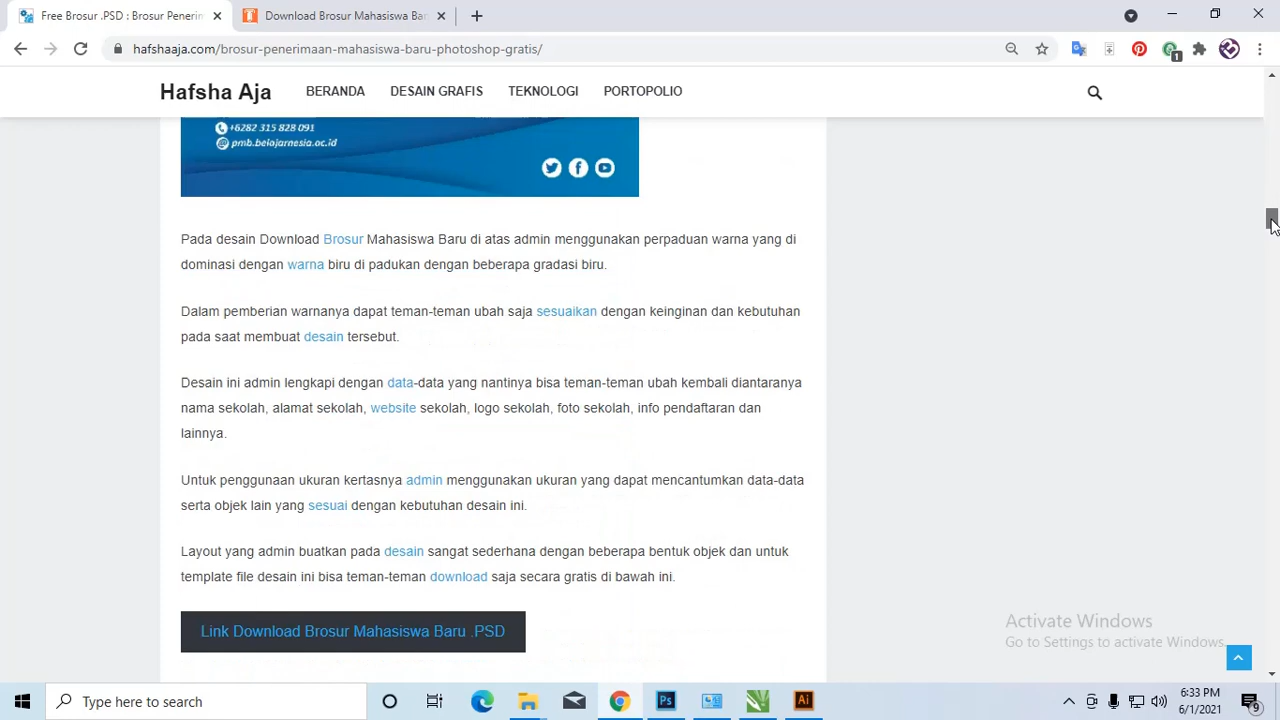 Free Brosur .PSD : Brosur Penerim
Download Brosur Mahasiswa Bar
hafshaaja.com/brosur-penerimaan-mahasiswa-baru-photoshop-gratis/
1
Hafsha Aja BERANDA DESAIN GRAFIS TEKNOLOGI PORTOPOLIO
+6282 315 828 091
pmb.belajarnesia.oc.id
Pada desain Download Brosur Mahasiswa Baru di atas admin menggunakan perpaduan warna yang di
dominasi dengan warna biru di padukan dengan beberapa gradasi biru.
Dalam pemberian warnanya dapat teman-teman ubah saja sesuaikan dengan keinginan dan kebutuhan
pada saat membuat desain tersebut.
Desain ini admin lengkapi dengan data-data yang nantinya bisa teman-teman ubah kembali diantaranya
nama sekolah, alamat sekolah, website sekolah, logo sekolah, foto sekolah, info pendaftaran dan
lainnya.
Untuk penggunaan ukuran kertasnya admin menggunakan ukuran yang dapat mencantumkan data-data
serta objek lain yang sesuai dengan kebutuhan desain ini.
Layout yang admin buatkan pada desain sangat sederhana dengan beberapa bentuk objek dan untuk
template file desain ini bisa teman-teman download saja secara gratis di bawah ini.
Link Download Brosur Mahasiswa Baru .PSD
Activate Windows
Go to Settings to activate Windows.
Type here to search
Ps
Ai
6:33 PM
6/1/2021
9